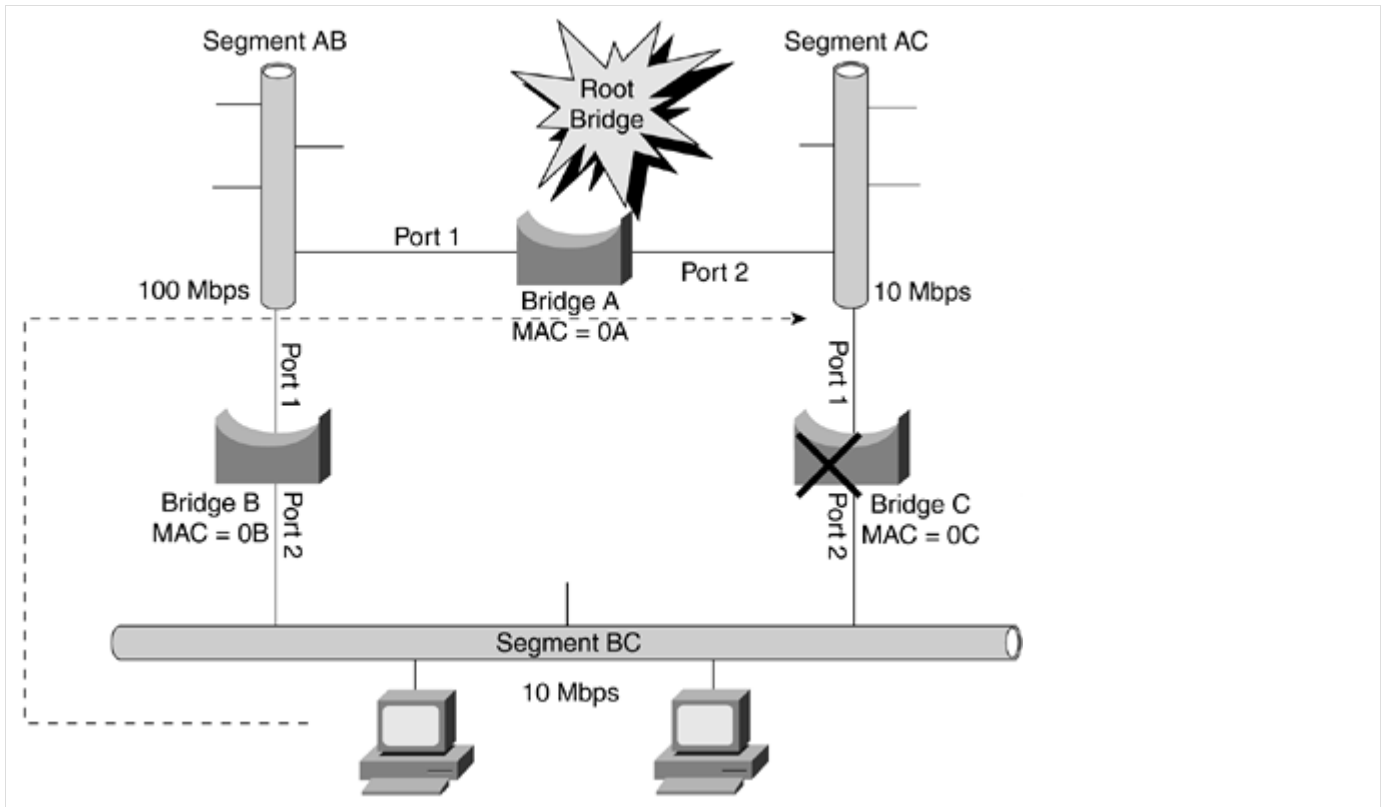 Segment AB
Segment AC
Root
Bridge
Port 1
Port 2
100 Mbps
10 Mbps
Bridge A
MAC = 0A
Port 1
Port 1
Bridge B
MAC = 0B
Port 2
Port 2
Bridge C
MAC = 0C
Segment BC
10 Mbps